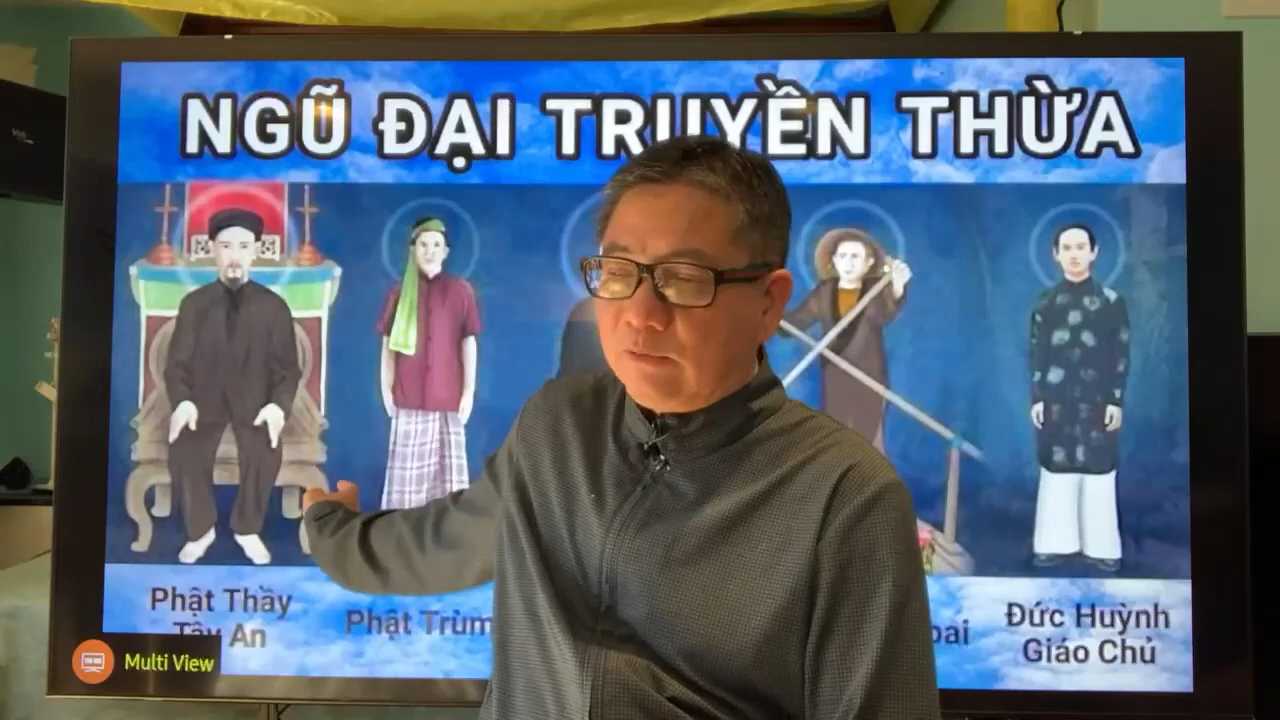 NGŨ ĐẠI TRUYỀN THỪA
Phật Thầy
Tây An
Phật Trùm
Đức Huỳnh
Giáo Chủ
Multi View